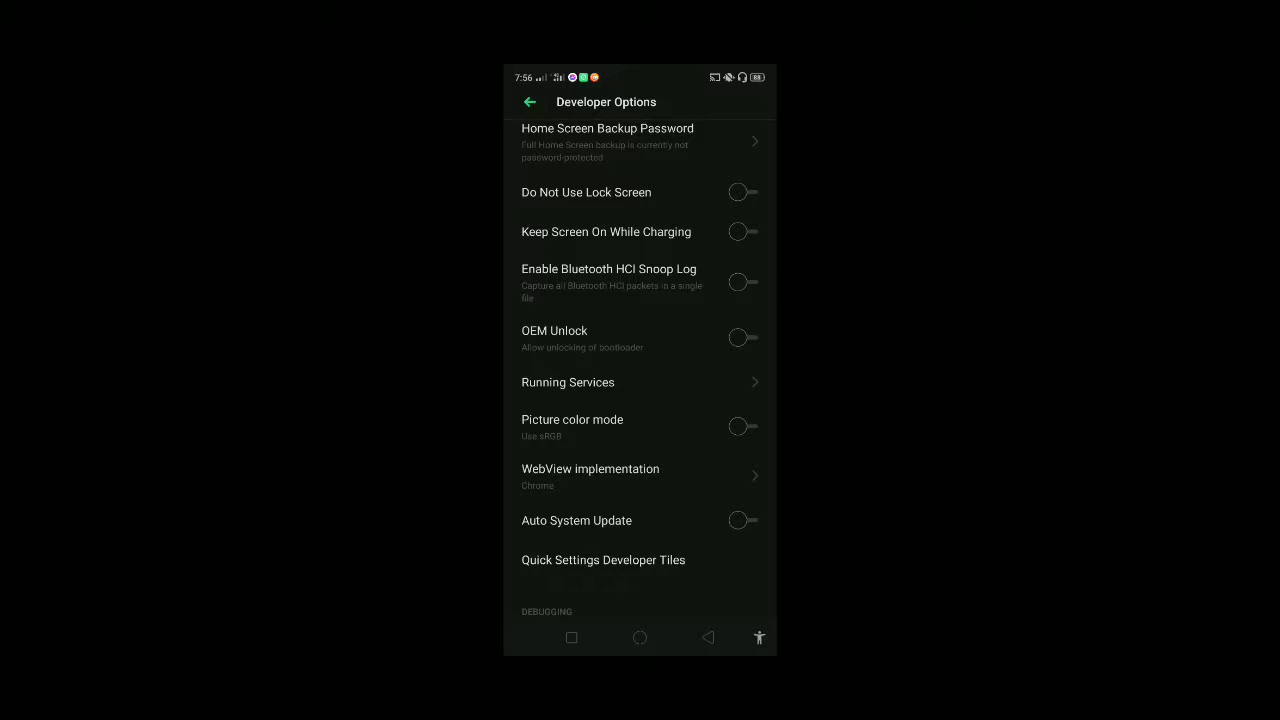 7:56
88
Developer Options
Home Screen Backup Password
Full Home Screen backup is currently not
password-protected
Do Not Use Lock Screen
Keep Screen On While Charging
Enable Bluetooth HCI Snoop Log
Capture all Bluetooth HCI packets in a single
file
OEM Unlock
Allow unlocking of bootloader
Running Services
Picture color mode
Use sRGB
WebView implementation
Chrome
Auto System Update
Quick Settings Developer Tiles
DEBUGGING